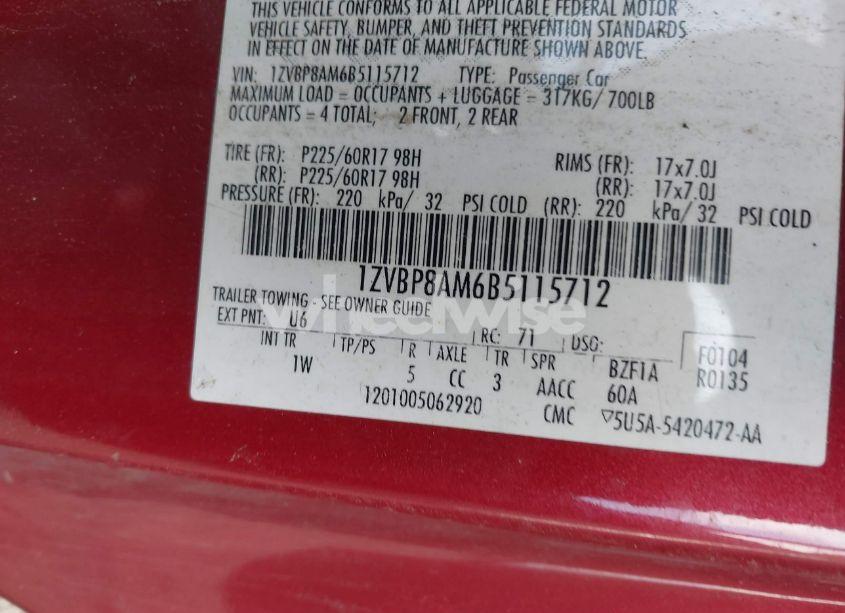 THIS VEHICLE CONFORMS TO ALL APPLICABLE FEDERAL MOTOR
VEHICLE SAFETY, BUMPER, AND THEFT PREVENTION STANDARDS
IN EFFECT ON THE DATE OF MANUFACTURE SHOWN ABOVE.
VIN: 1ZVBP8AM6B5115712 TYPE: Passenger Car
MAXIMUM LOAD = OCCUPANTS + LUGGAGE = 317KG/ 700LB
OCCUPANTS = 4 TOTAL; 2 FRONT, 2 REAR
TIRE (FR): P225/60R17 98H RIMS (FR): 17x7.0J
(RR): P225/60R17 98H (RR): 17x7.0J
PRESSURE (FR): 220 kPa/ 32 PSI COLD (RR): 220 kPa/ 32 PSI COLD
1ZVBP8AM6B5115712
TRAILER TOWING - SEE OWNER GUIDE
wheelwise
EXT PNT: U6 RC: 71 DSO: F0104
INT TR TP/PS R AXLE TR SPR BZF1A R0135
1W 5 CC 3 AACC 60A
1201005062920 CMC ▽5U5A-5420472-AA